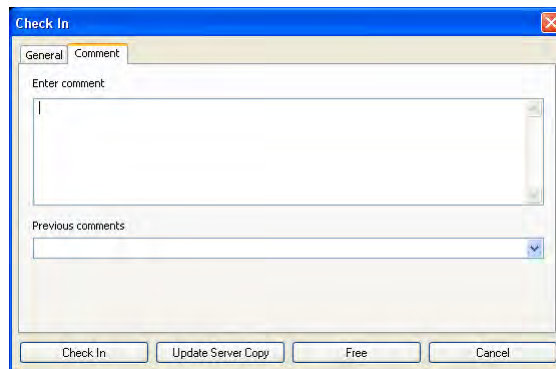 Check In
General Comment
Enter comment
Previous comments
Check In Update Server Copy Free Cancel